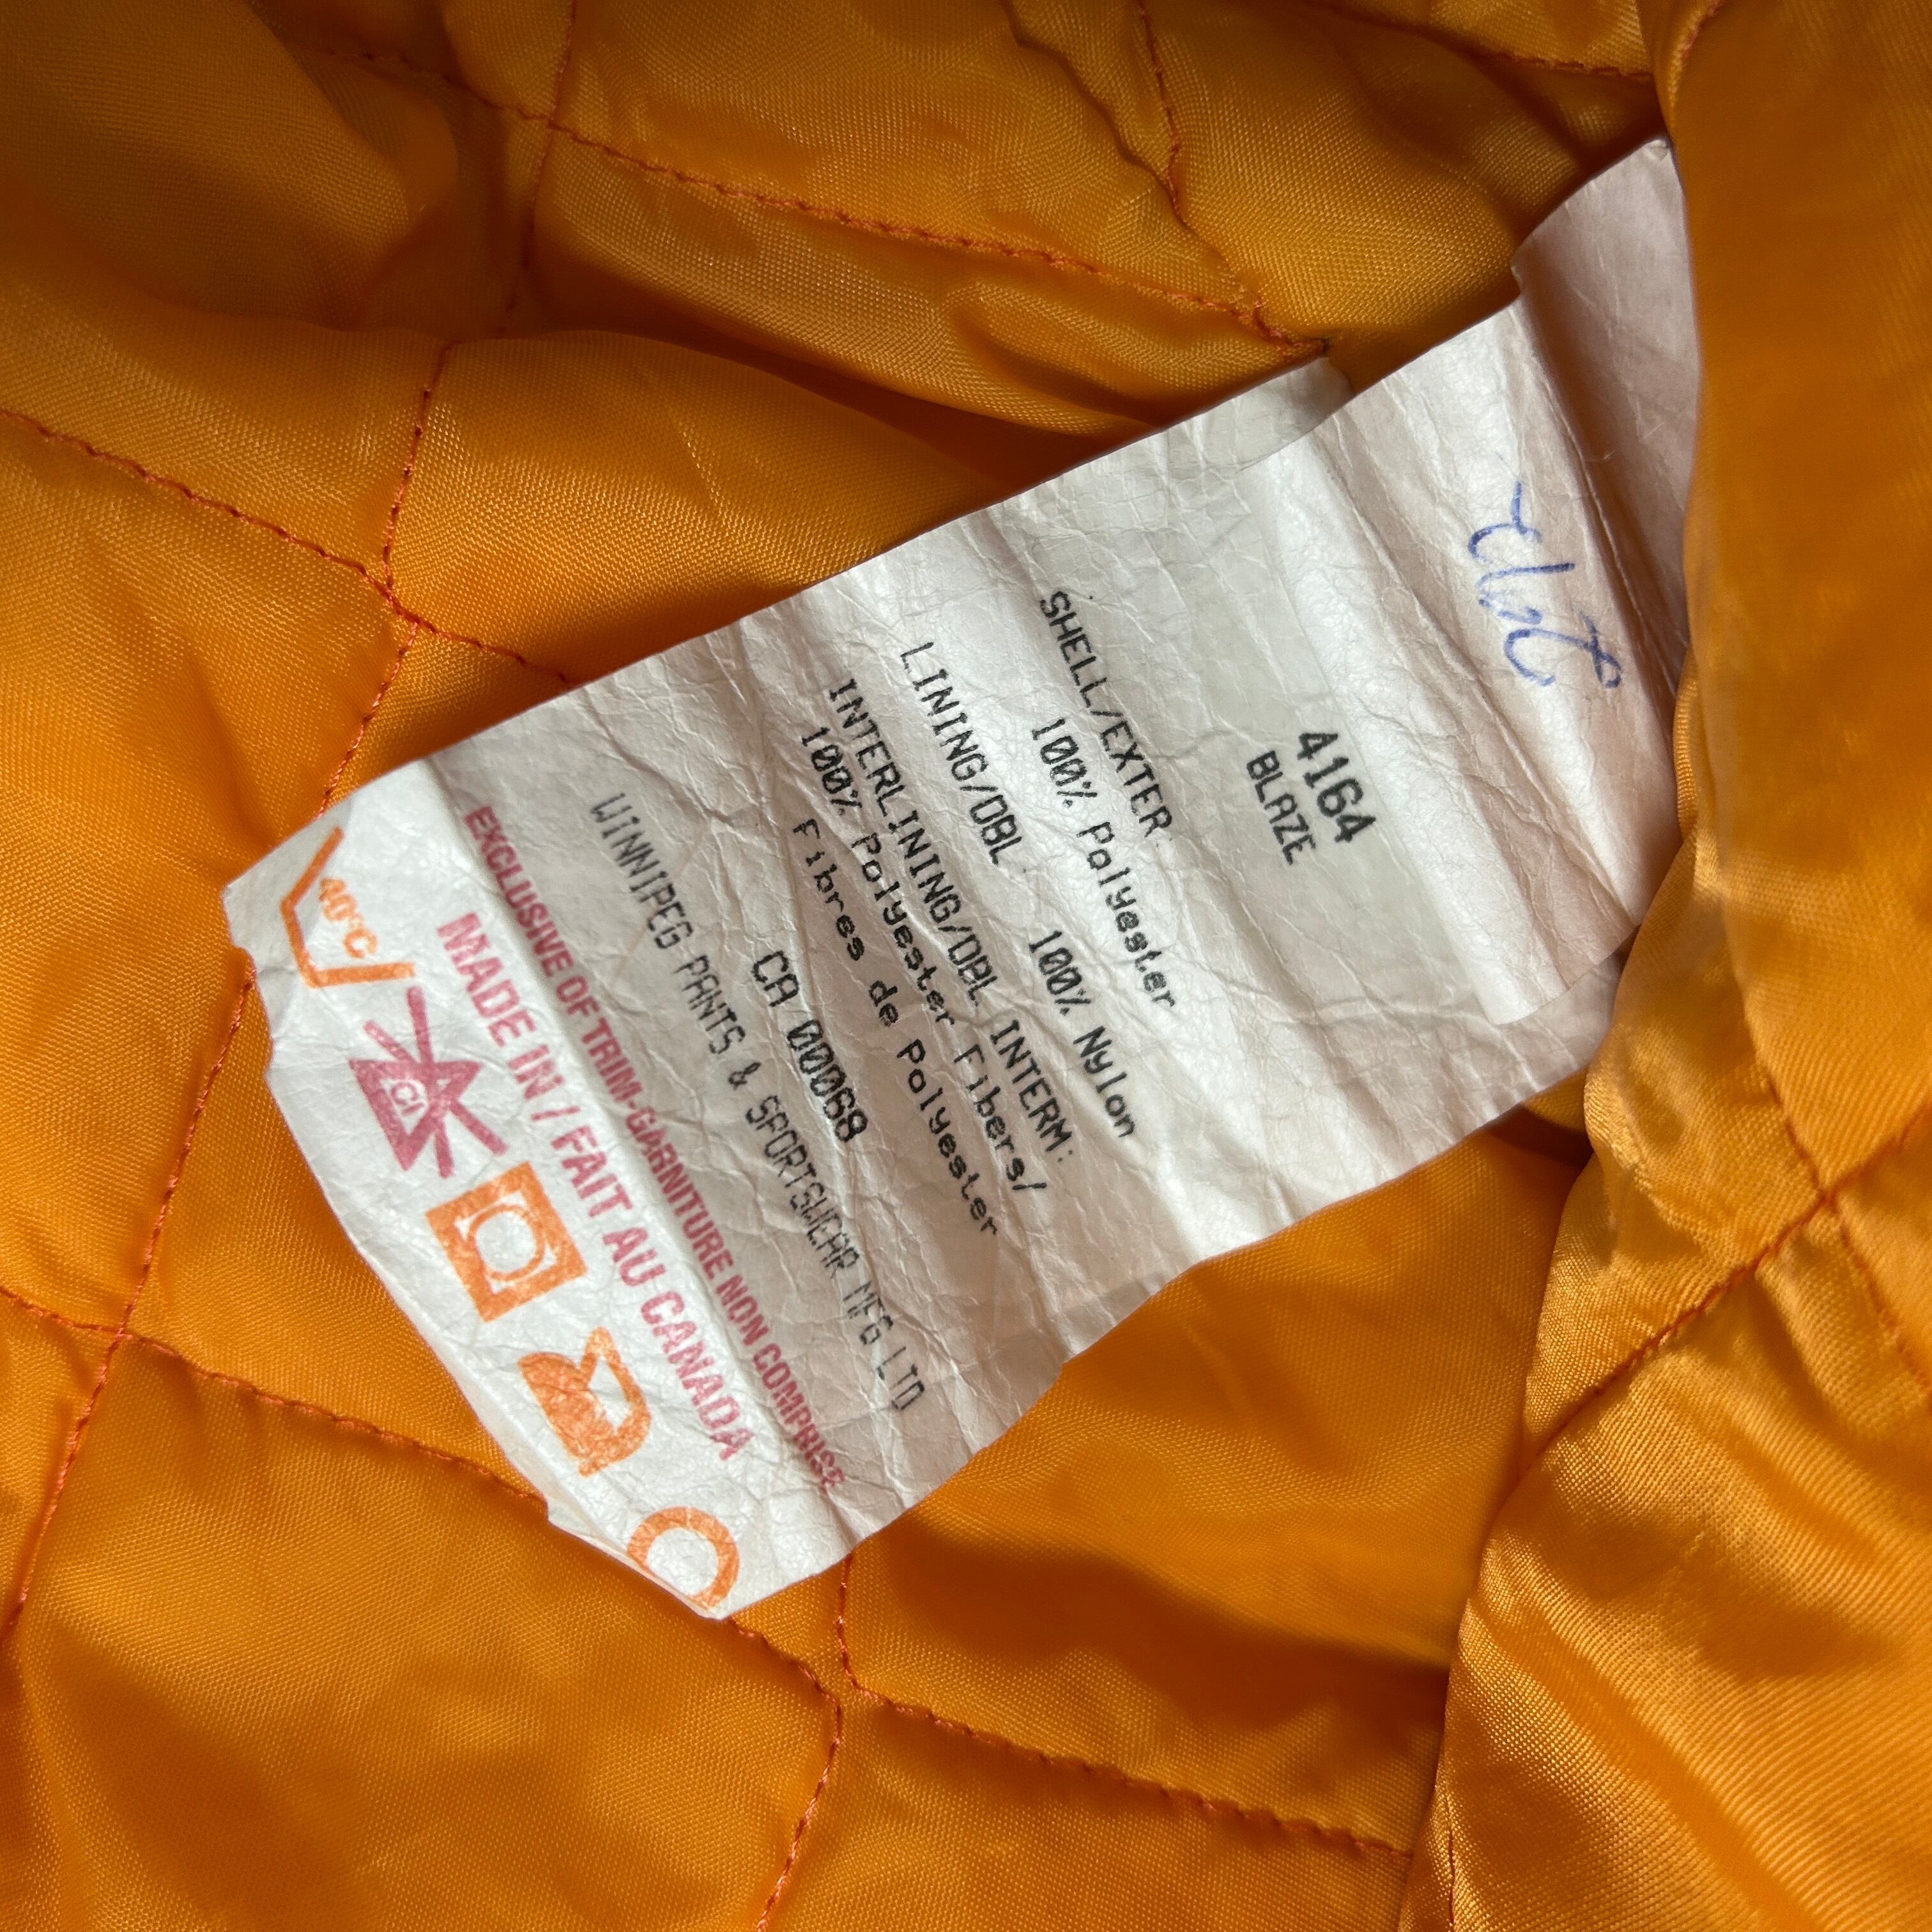 4164
BLAZE
SHELL/EXTER
100% Polyester
LINING/DBL
100% Nylon
INTERLINING/DBL INTERM:
100% Polyester Fibers/
Fibres de Polyester
CA 00068
WINNIPEG PANTS & SPORTSWEAR MFG LTD
EXCLUSIVE OF TRIM-GARNITURE NON COMPRISE
MADE IN / FAIT AU CANADA
40°C
Cl